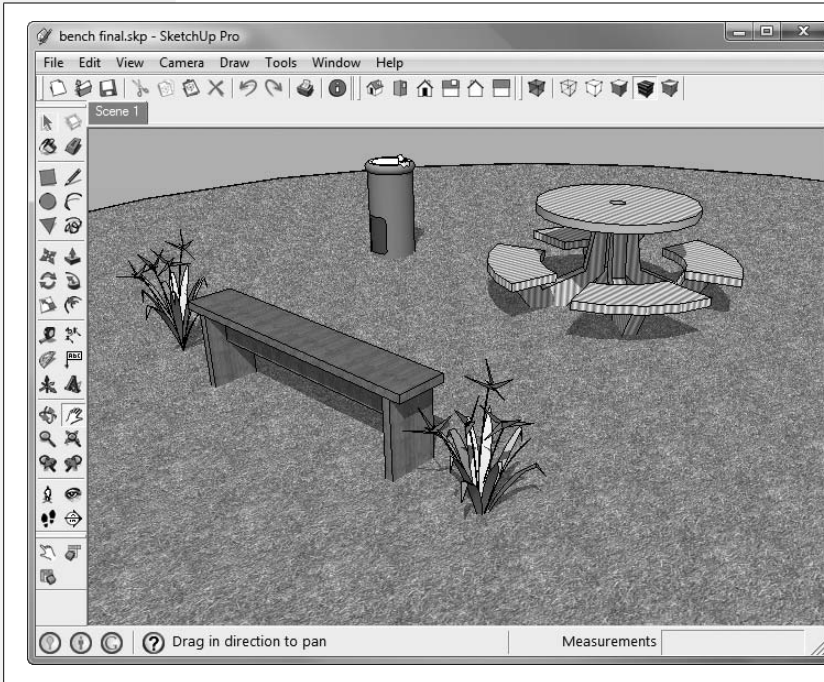 bench final.skp - SketchUp Pro
File Edit View Camera Draw Tools Window Help
Scene 1
Drag in direction to pan
Measurements